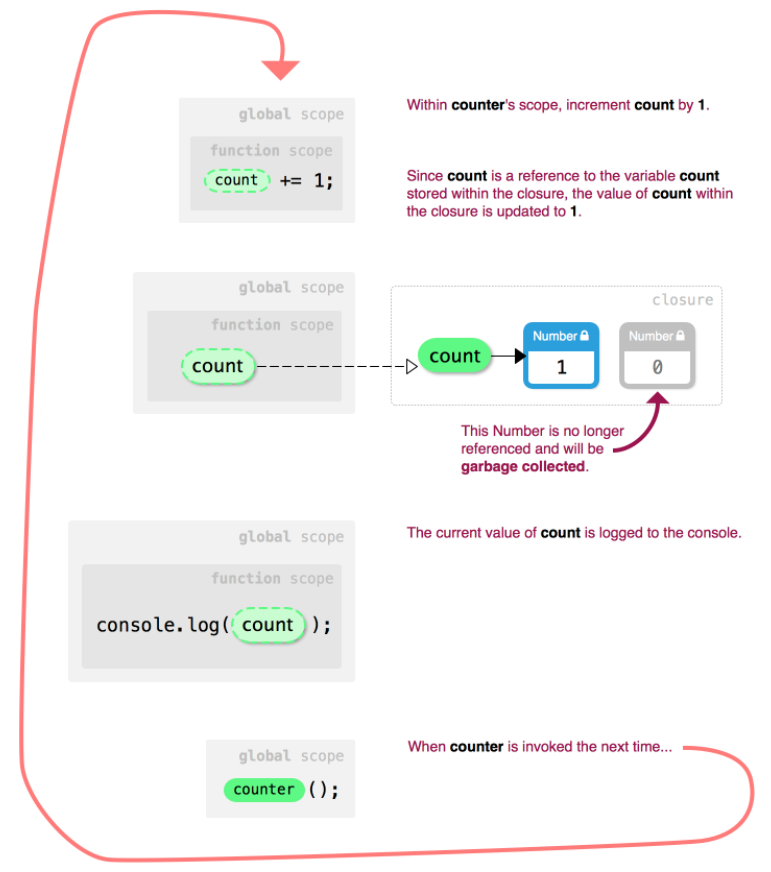 global scope
Within counter's scope, increment count by 1.
function scope
count += 1;
Since count is a reference to the variable count
stored within the closure, the value of count within
the closure is updated to 1.
global scope
closure
function scope
count
count
Number
1
Number
0
This Number is no longer
referenced and will be
garbage collected.
global scope
The current value of count is logged to the console.
function scope
console.log(count);
global scope
When counter is invoked the next time...
counter();